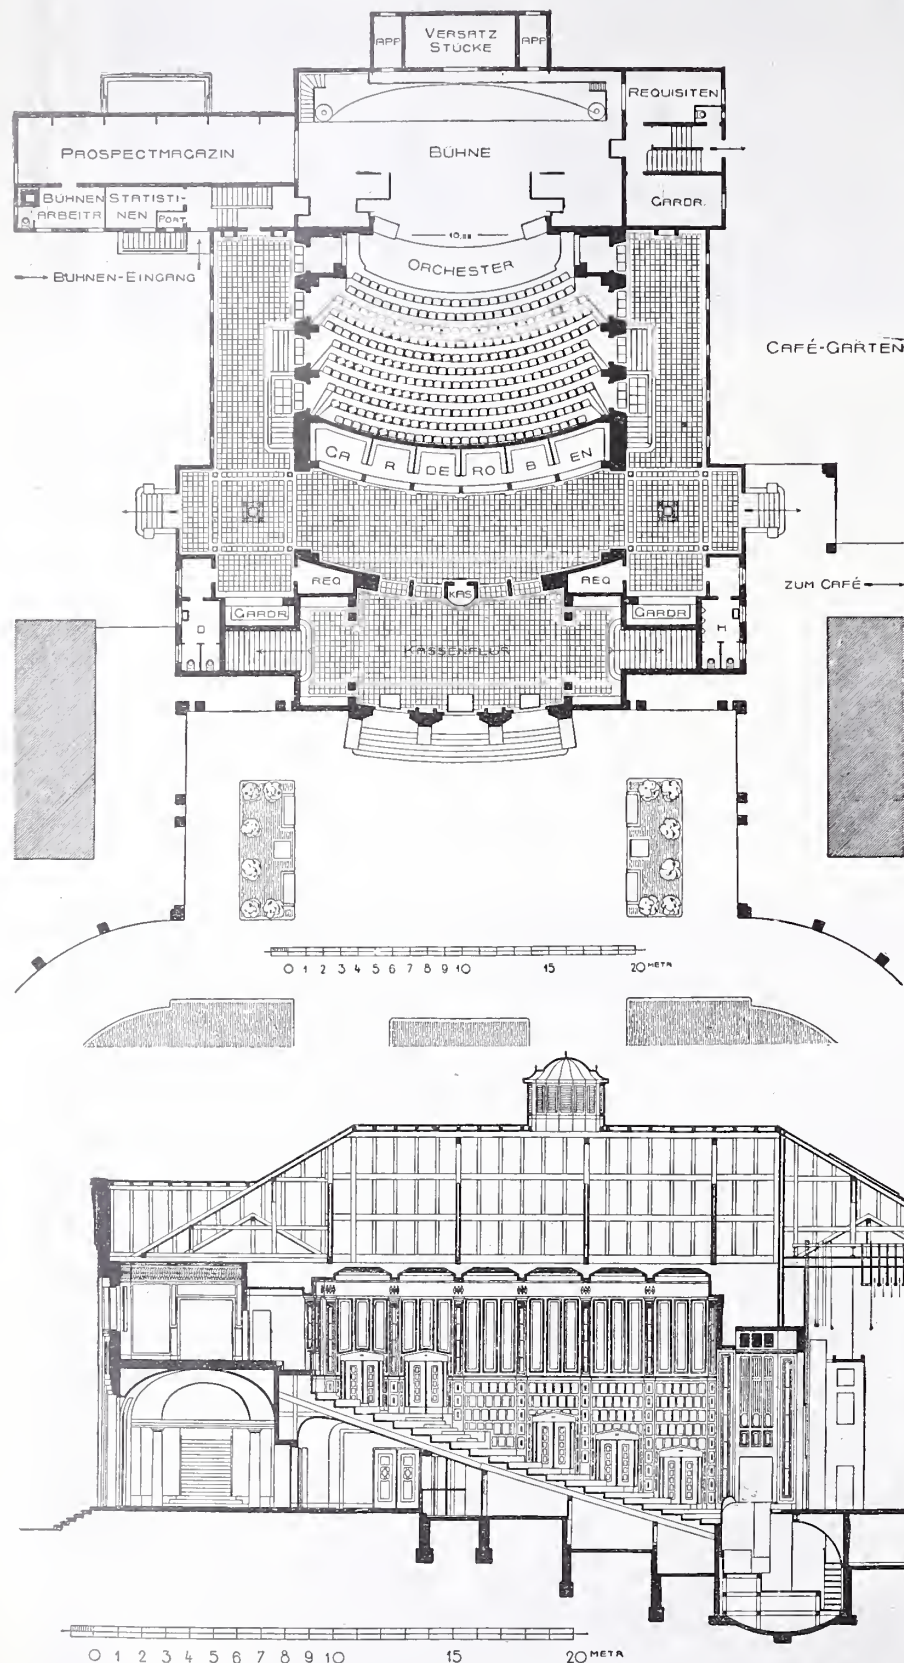 APP
VERSATZ
STÜCKE
APP
REQUISITEN
PROSPECTMAGAZIN
BÜHNE
BÜHNEN
ARBEITR
STATISTI-
NEN
PORT
GARDR.
ORCHESTER
BÜHNEN-EINGANG
CAFÉ-GARTEN
GA R DE RO B EN
REQ
KAS
REQ
ZUM CAFÉ
GARDR
GARDR
KASSENFLUR
0 1 2 3 4 5 6 7 8 9 10 15 20 METR
0 1 2 3 4 5 6 7 8 9 10 15 20 METR